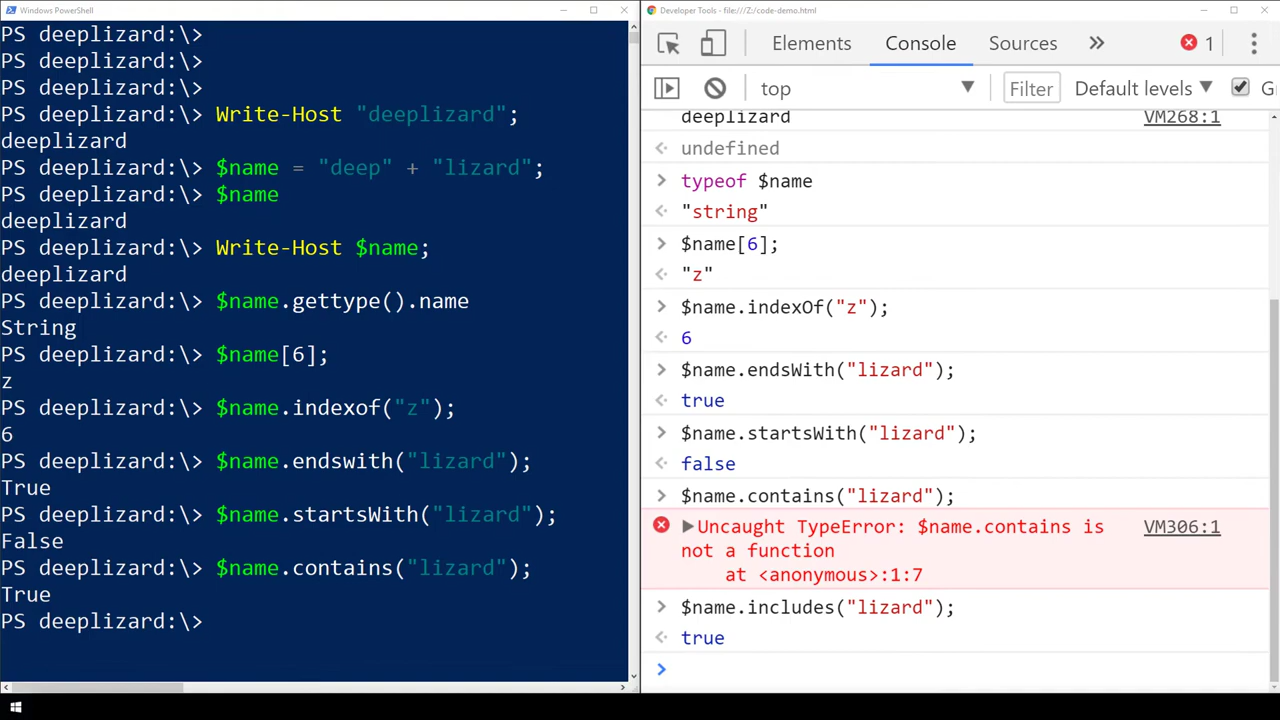 Windows PowerShell
PS deeplizard:\>
PS deeplizard:\>
PS deeplizard:\>
PS deeplizard:\> Write-Host "deeplizard";
deeplizard
PS deeplizard:\> $name = "deep" + "lizard";
PS deeplizard:\> $name
deeplizard
PS deeplizard:\> Write-Host $name;
deeplizard
PS deeplizard:\> $name.gettype().name
String
PS deeplizard:\> $name[6];
z
PS deeplizard:\> $name.indexof("z");
6
PS deeplizard:\> $name.endswith("lizard");
True
PS deeplizard:\> $name.startsWith("lizard");
False
PS deeplizard:\> $name.contains("lizard");
True
PS deeplizard:\>
Developer Tools - file:///Z:/code-demo.html
Elements Console Sources 1
top Filter Default levels G
deeplizard VM268:1
undefined
typeof $name
"string"
$name[6];
"z"
$name.indexOf("z");
6
$name.endsWith("lizard");
true
$name.startsWith("lizard");
false
$name.contains("lizard");
Uncaught TypeError: $name.contains is VM306:1
not a function
at <anonymous>:1:7
$name.includes("lizard");
true